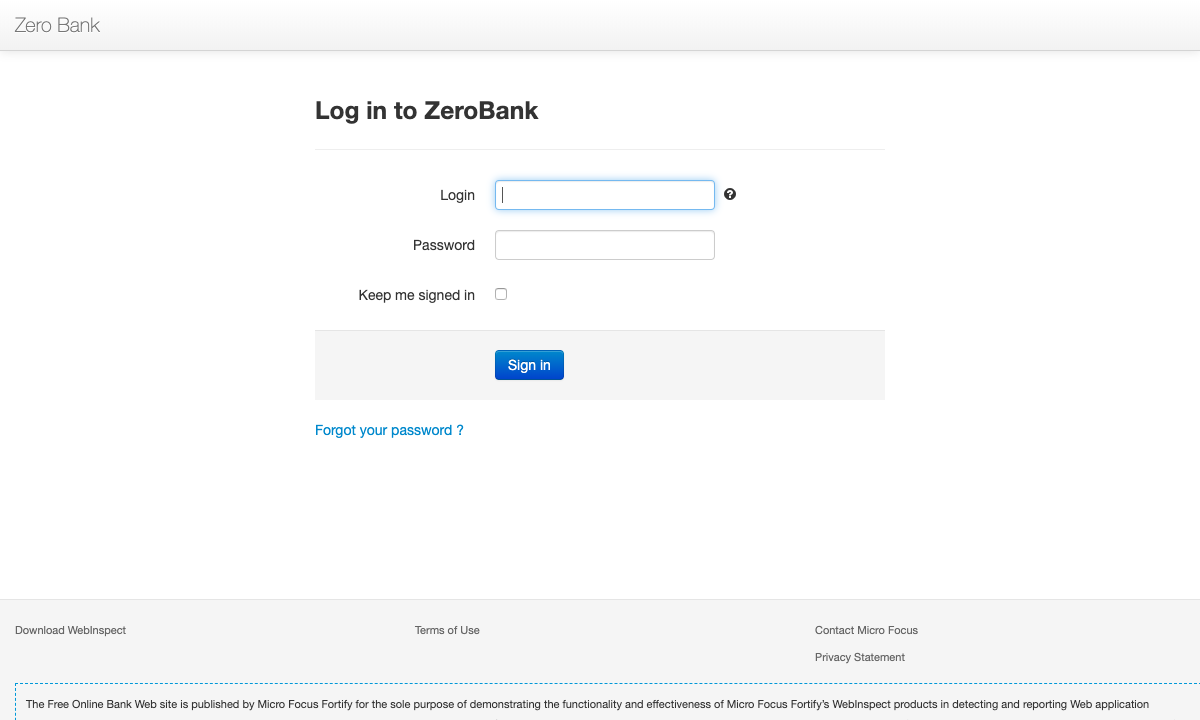 Zero Bank
Log in to ZeroBank
Login
Password
Keep me signed in
Sign in
Forgot your password ?
Download WebInspect
Terms of Use
Contact Micro Focus
Privacy Statement
The Free Online Bank Web site is published by Micro Focus Fortify for the sole purpose of demonstrating the functionality and effectiveness of Micro Focus Fortify's WebInspect products in detecting and reporting Web application